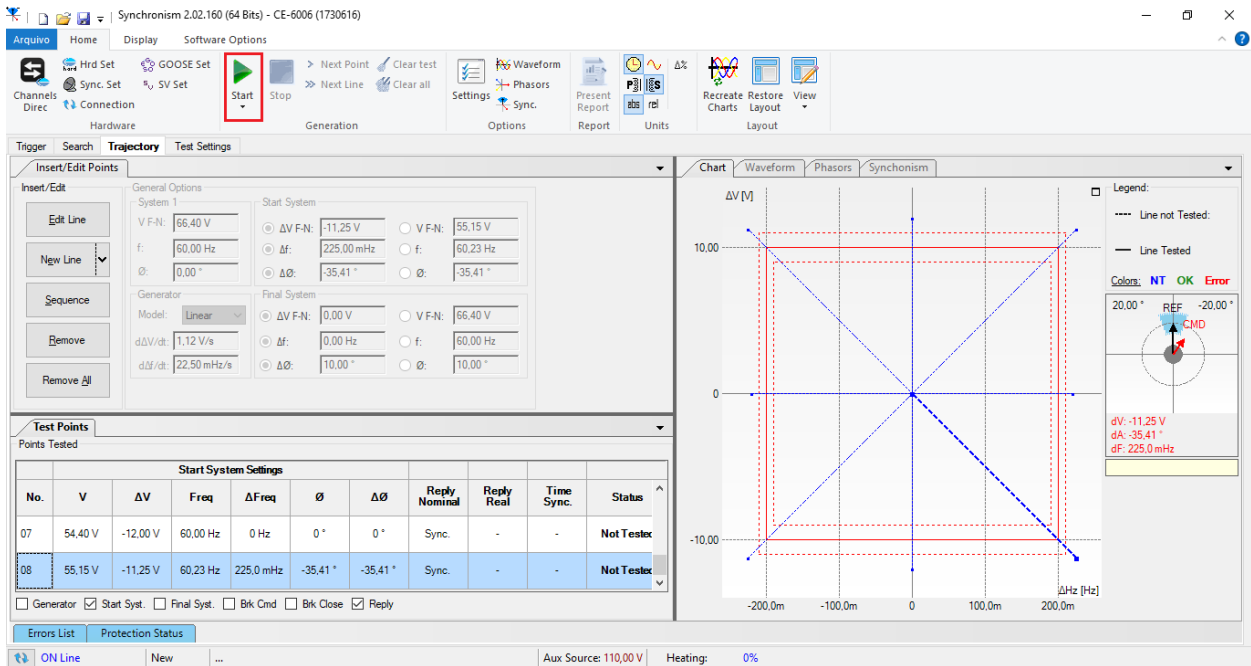 Synchronism 2.02.160 (64 Bits) - CE-6006 (1730616)
Arquivo Home Display Software Options
Channels Direc
Hrd Set
Sync. Set
Connection
GOOSE Set
SV Set
Hardware
Start
Stop
Next Point
Next Line
Clear test
Clear all
Generation
Settings
Waveform
Phasors
Sync.
Options
Present Report
Report
Δ%
abs rel
Units
Recreate Charts
Restore Layout
View
Layout
Trigger Search Trajectory Test Settings
Insert/Edit Points
Insert/Edit
Edit Line
New Line
Sequence
Remove
Remove All
General Options
System 1
V F-N: 66,40 V
f: 60,00 Hz
Ø: 0,00 °
Start System
ΔV F-N: -11,25 V V F-N: 55,15 V
Δf: 225,00 mHz f: 60,23 Hz
ΔØ: -35,41 ° Ø: -35,41 °
Generator
Model: Linear
dΔV/dt: 1,12 V/s
dΔf/dt: 22,50 mHz/s
Final System
ΔV F-N: 0,00 V V F-N: 66,40 V
Δf: 0,00 Hz f: 60,00 Hz
ΔØ: 10,00 ° Ø: 10,00 °
Test Points
Points Tested
Start System Settings
No. V ΔV Freq ΔFreq Ø ΔØ Reply Nominal Reply Real Time Sync. Status
07 54,40 V -12,00 V 60,00 Hz 0 Hz 0 ° 0 ° Sync. - - Not Tested
08 55,15 V -11,25 V 60,23 Hz 225,0 mHz -35,41 ° -35,41 ° Sync. - - Not Tested
Generator Start Syst. Final Syst. Brk Cmd Brk Close Reply
Chart Waveform Phasors Synchonism
ΔV [V]
10,00
0
-10,00
-200,0m -100,0m 0 100,0m 200,0m
ΔHz [Hz]
Legend:
Line not Tested:
Line Tested
Colors: NT OK Error
20,00 ° REF -20,00 °
CMD
dV: -11,25 V
dA: -35,41 °
dF: 225,0 mHz
Errors List Protection Status
ON Line New ... Aux Source: 110,00 V Heating: 0%